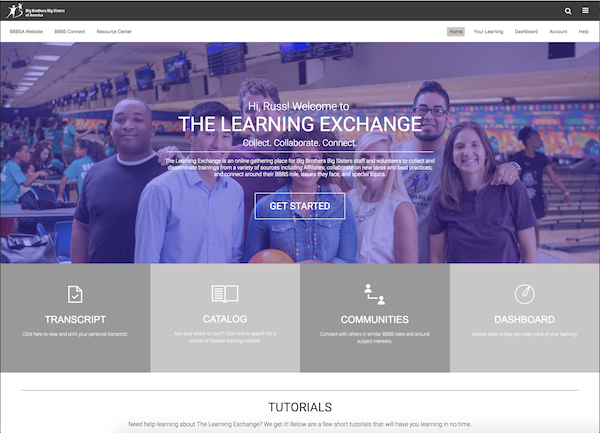 Big Brothers Big Sisters
of America
BBBSA Website BBBS Connect Resource Center Home Your Learning Dashboard Account Help
Hi, Russ! Welcome to
THE LEARNING EXCHANGE
Collect. Collaborate. Connect.
The Learning Exchange is an online gathering place for Big Brothers Big Sisters staff and volunteers to collect and
disseminate trainings from a variety of sources including Affiliates; collaborate on new ideas and best practices;
and connect around their BBBS role, issues they face, and special topics.
GET STARTED
TRANSCRIPT
Click here to view and print your personal transcript.
CATALOG
Not sure where to start? Click here to search for a
course or browse learning content
COMMUNITIES
Connect with others in similar BBBS roles and around
subject interests.
DASHBOARD
Access tools to help you keep track of your learning.
TUTORIALS
Need help learning about The Learning Exchange? We get it! Below are a few short tutorials that will have you learning in no time.